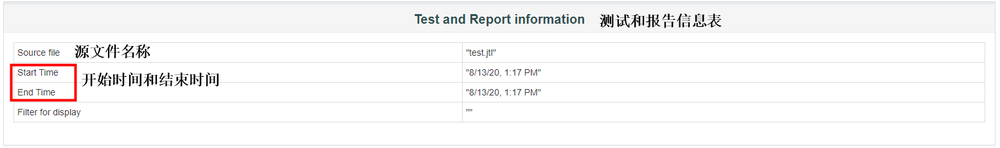 Test and Report information 测试和报告信息表
Source file 源文件名称 "test.jtl"
Start Time "8/13/20, 1:17 PM"
开始时间和结束时间
End Time "8/13/20, 1:17 PM"
Filter for display ""